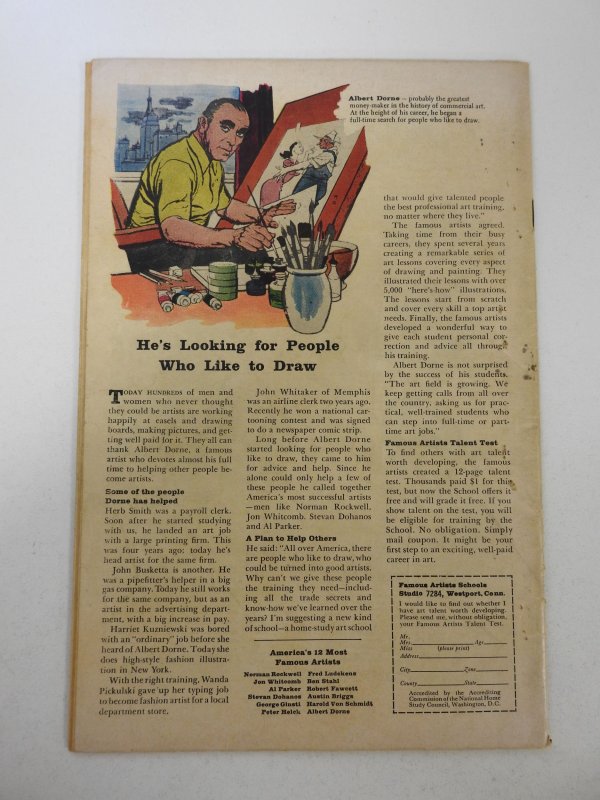 Albert Dorne — probably the greatest
money-maker in the history of commercial art.
At the height of his career, he began a
full-time search for people who like to draw.
He's Looking for People
Who Like to Draw
TODAY HUNDREDS of men and
women who never thought
they could be artists are working
happily at easels and drawing
boards, making pictures, and get-
ting well paid for it. They all can
thank Albert Dorne, a famous
artist who devotes almost his full
time to helping other people be-
come artists.
Some of the people
Dorne has helped
Herb Smith was a payroll clerk.
Soon after he started studying
with us, he landed an art job
with a large printing firm. This
was four years ago: today he's
head artist for the same firm.
John Busketta is another. He
was a pipefitter's helper in a big
gas company. Today he still works
for the same company, but as an
artist in the advertising depart-
ment, with a big increase in pay.
Harriet Kuzniewski was bored
with an "ordinary" job before she
heard of Albert Dorne. Today she
does high-style fashion illustra-
tion in New York.
With the right training, Wanda
Pickulski gave up her typing job
to become fashion artist for a local
department store.
John Whitaker of Memphis
was an airline clerk two years ago.
Recently he won a national car-
tooning contest and was signed
to do a newspaper comic strip.
Long before Albert Dorne
started looking for people who
like to draw, they came to him
for advice and help. Since he
alone could help only a few of
these people he called together
America's most successful artists
—men like Norman Rockwell,
Jon Whitcomb, Stevan Dohanos
and Al Parker.
A Plan to Help Others
He said: "All over America, there
are people who like to draw, who
could be turned into good artists.
Why can't we give these people
the training they need—includ-
ing all the trade secrets and
know-how we've learned over the
years? I'm suggesting a new kind
of school—a home-study art school
America's 12 Most
Famous Artists
Norman Rockwell Fred Ludekens
Jon Whitcomb Ben Stahl
Al Parker Robert Fawcett
Stevan Dohanos Austin Briggs
George Giusti Harold Von Schmidt
Peter Helck Albert Dorne
that would give talented people
the best professional art training,
no matter where they live."
The famous artists agreed.
Taking time from their busy
careers, they spent several years
creating a remarkable series of
art lessons covering every aspect
of drawing and painting. They
illustrated their lessons with over
5,000 "here's-how" illustrations.
The lessons start from scratch
and cover every skill a top artist
needs. Finally, the famous artists
developed a wonderful way to
give each student personal cor-
rection and advice all through
his training.
Albert Dorne is not surprised
by the success of his students.
"The art field is growing. We
keep getting calls from all over
the country, asking us for prac-
tical, well-trained students who
can step into full-time or part-
time art jobs."
Famous Artists Talent Test
To find others with art talent
worth developing, the famous
artists created a 12-page talent
test. Thousands paid $1 for this
test, but now the School offers it
free and will grade it free. If you
show talent on the test, you will
be eligible for training by the
School. No obligation. Simply
mail coupon. It might be your
first step to an exciting, well-paid
career in art.
Famous Artists Schools
Studio 7284, Westport, Conn.
I would like to find out whether I
have art talent worth developing.
Please send me, without obligation,
your Famous Artists Talent Test.
Mr.
Mrs. Age
Miss (please print)
Address
City Zone
County State
Accredited by the Accrediting
Commission of the National Home
Study Council, Washington, D.C.